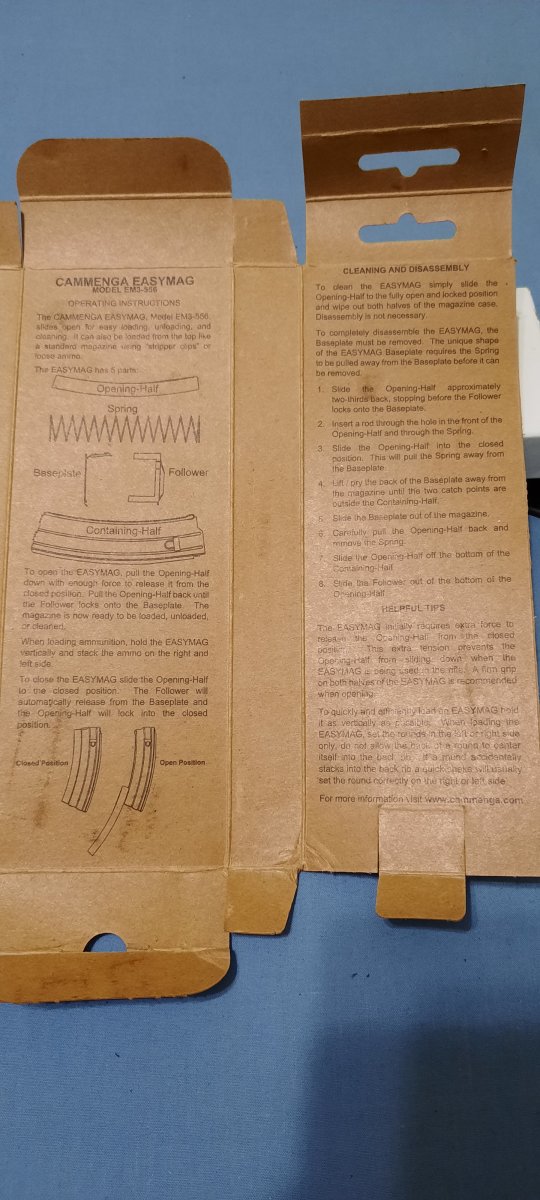 CAMMENGA EASYMAG
MODEL EM3-556
OPERATING INSTRUCTIONS
The CAMMENGA EASYMAG, Model EM3-556,
slides open for easy loading, unloading, and
cleaning. It can also be loaded from the top like
a standard magazine using "stripper clips" or
loose ammo.
The EASYMAG has 5 parts:
Opening-Half
Spring
Baseplate
Follower
Containing-Half
To open the EASYMAG, pull the Opening-Half
down with enough force to release it from the
closed position. Pull the Opening-Half back until
the Follower locks onto the Baseplate. The
magazine is now ready to be loaded, unloaded,
or cleaned.
When loading ammunition, hold the EASYMAG
vertically and stack the ammo on the right and
left side.
To close the EASYMAG slide the Opening-Half
to the closed position. The Follower will
automatically release from the Baseplate and
the Opening-Half will lock into the closed
position.
Closed Position
Open Position
CLEANING AND DISASSEMBLY
To clean the EASYMAG simply slide the
Opening-Half to the fully open and locked position
and wipe out both halves of the magazine case.
Disassembly is not necessary.
To completely disassemble the EASYMAG, the
Baseplate must be removed. The unique shape
of the EASYMAG Baseplate requires the Spring
to be pulled away from the Baseplate before it can
be removed.
1. Slide the Opening-Half approximately
two-thirds back, stopping before the Follower
locks onto the Baseplate.
2. Insert a rod through the hole in the front of the
Opening-Half and through the Spring.
3. Slide the Opening-Half into the closed
position. This will pull the Spring away from
the Baseplate.
4. Lift / pry the back of the Baseplate away from
the magazine until the two catch points are
outside the Containing-Half.
5. Slide the Baseplate out of the magazine.
6. Carefully pull the Opening-Half back and
remove the Spring.
7. Slide the Opening-Half off the bottom of the
Containing-Half.
8. Slide the Follower out of the bottom of the
Opening-Half.
HELPFUL TIPS
The EASYMAG initially requires extra force to
release the Opening-Half from the closed
position. This extra tension prevents the
Opening-Half from sliding down when the
EASYMAG is being used in the rifle. A firm grip
on both halves of the EASYMAG is recommended
when opening.
To quickly and efficiently load an EASYMAG hold
it as vertically as possible. When loading the
EASYMAG, set the rounds in the left or right side
only, do not allow the back of a round to center
itself into the back If a round accidentally
stacks into the back a quick shake will usually
set the round correctly on the right or left side.
For more information visit www.cammenga.com